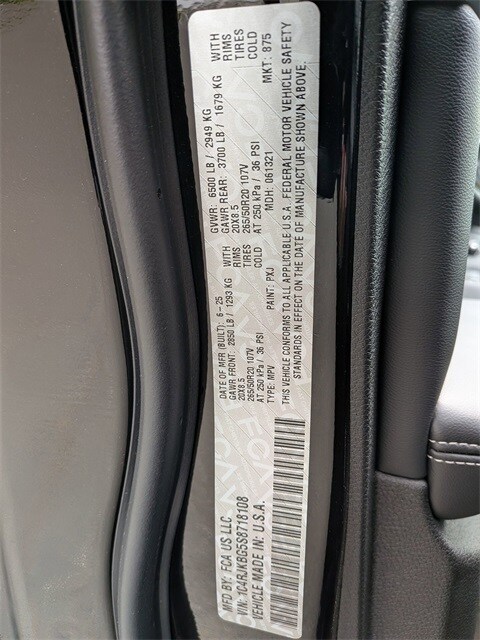 MFD BY: FCA US LLC
DATE OF MFR (BUILT): 6-25
GVWR: 6500 LB / 2949 KG
GAWR FRONT: 2850 LB / 1293 KG WITH
GAWR REAR: 3700 LB / 1679 KG WITH
20X8.5 RIMS
20X8.5 RIMS
265/50R20 107V TIRES
265/50R20 107V TIRES
AT 250 kPa / 36 PSI COLD
AT 250 kPa / 36 PSI COLD
VIN: 1C4RJKBG5S8718108
TYPE: MPV PAINT: PXJ MDH: 061321 MKT: 875
VEHICLE MADE IN: U.S.A.
THIS VEHICLE CONFORMS TO ALL APPLICABLE U.S.A. FEDERAL MOTOR VEHICLE SAFETY
STANDARDS IN EFFECT ON THE DATE OF MANUFACTURE SHOWN ABOVE.